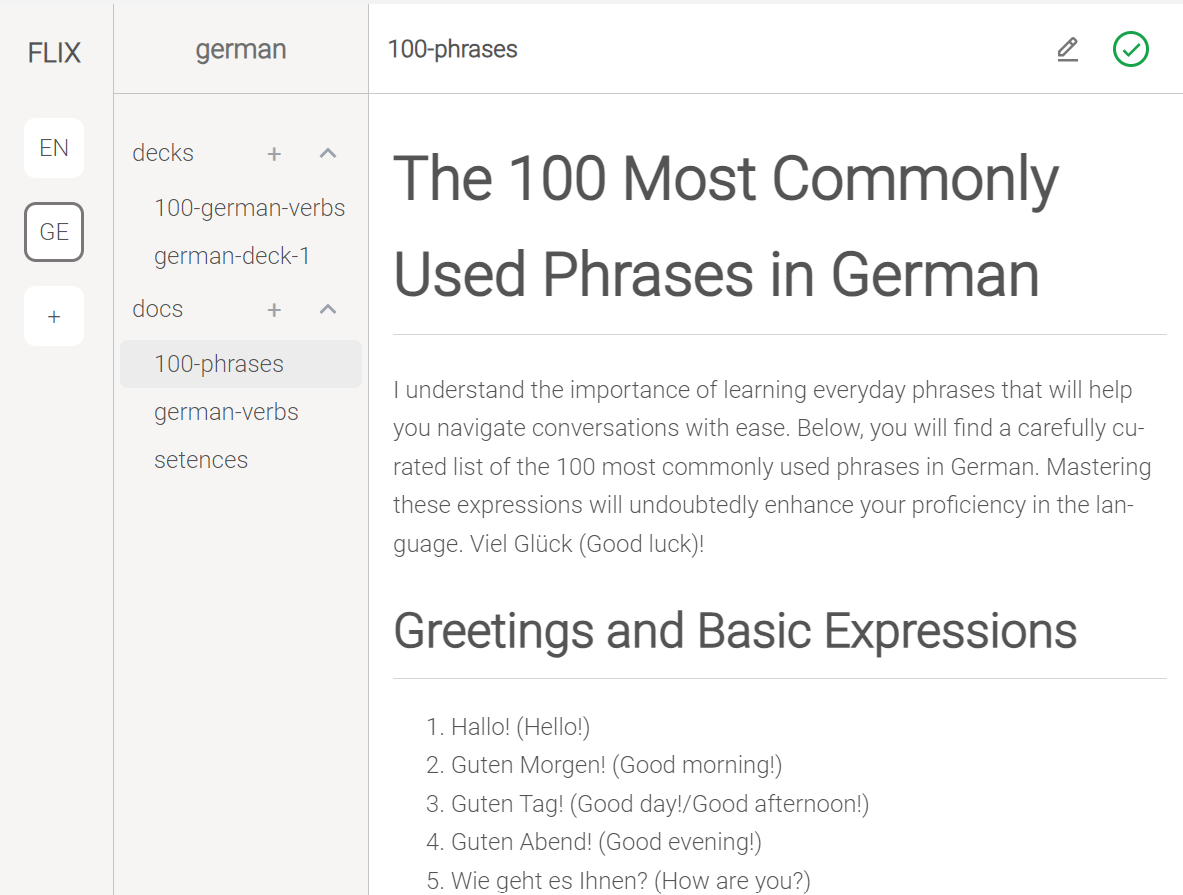 FLIX
EN
GE
+
german
decks +
100-german-verbs
german-deck-1
docs +
100-phrases
german-verbs
setences
100-phrases
The 100 Most Commonly
Used Phrases in German
I understand the importance of learning everyday phrases that will help
you navigate conversations with ease. Below, you will find a carefully cu-
rated list of the 100 most commonly used phrases in German. Mastering
these expressions will undoubtedly enhance your proficiency in the lan-
guage. Viel Glück (Good luck)!
Greetings and Basic Expressions
1. Hallo! (Hello!)
2. Guten Morgen! (Good morning!)
3. Guten Tag! (Good day!/Good afternoon!)
4. Guten Abend! (Good evening!)
5. Wie geht es Ihnen? (How are you?)